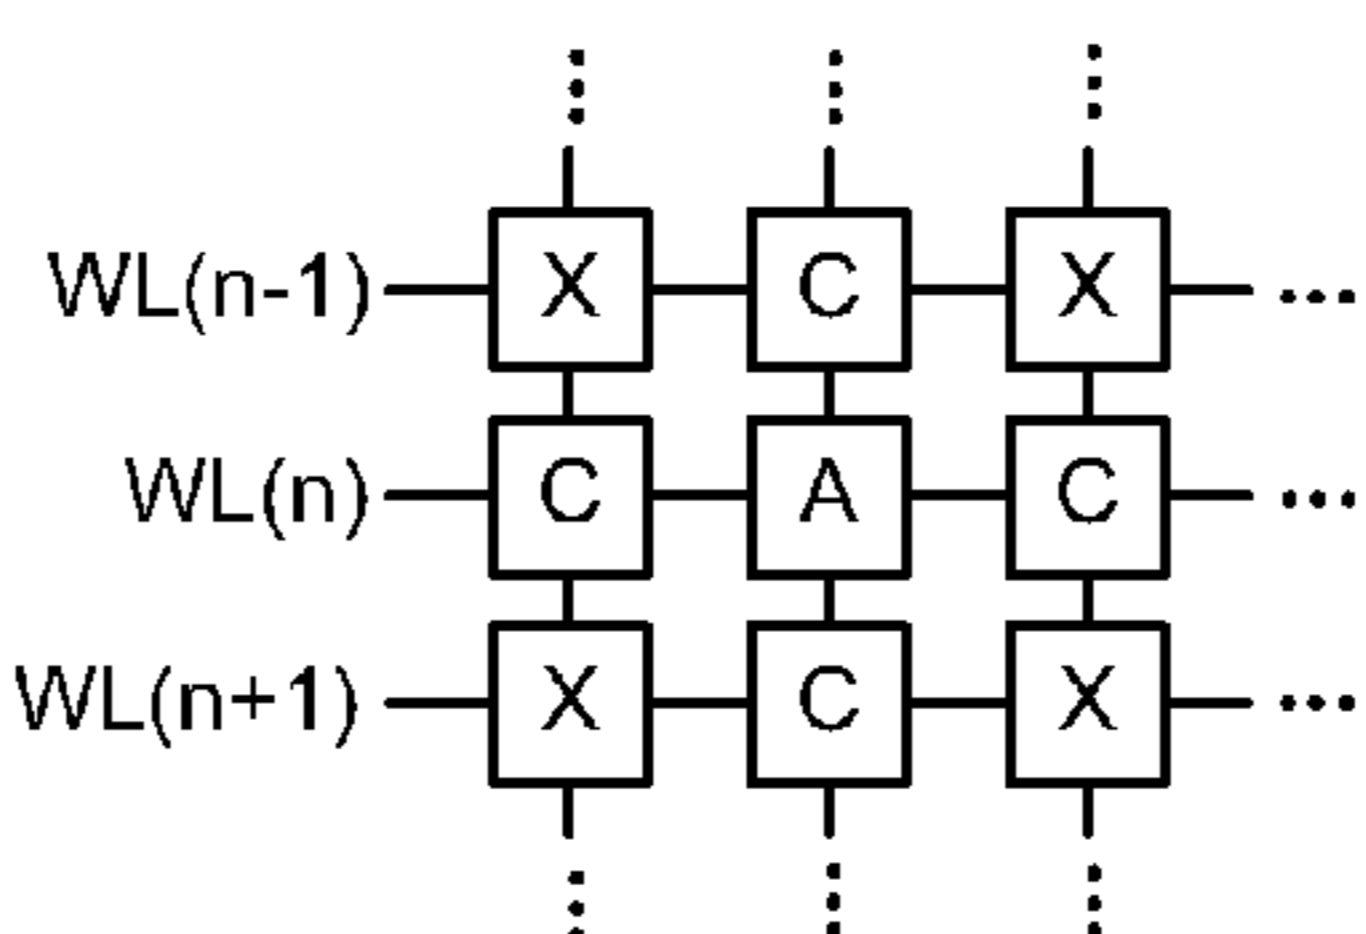 WL(n-1) X C X ...
WL(n) C A C ...
WL(n+1) X C X ...